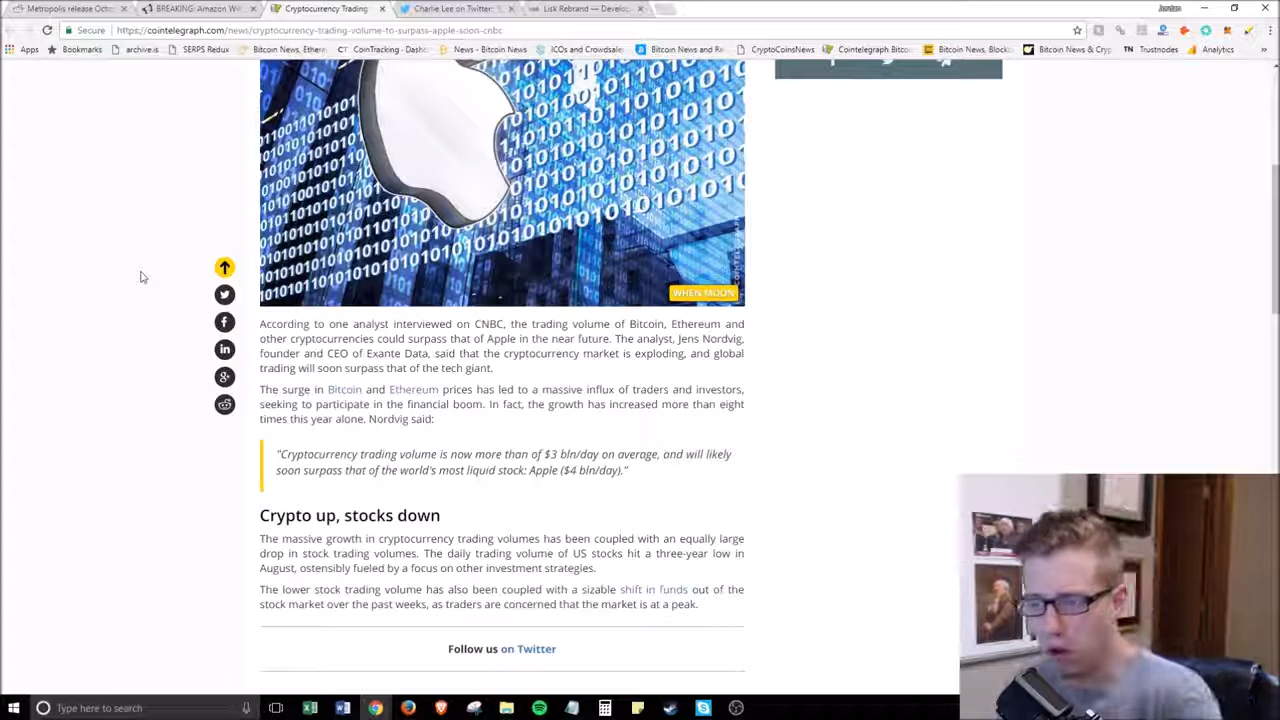 Metropolis release Octo
BREAKING: Amazon Wi
Cryptocurrency Trading
Charlie Lee on Twitter:
Lisk Rebrand — Develo
Jordan
Secure
https://cointelegraph.com/news/cryptocurrency-trading-volume-to-surpass-apple-soon-cnbc
Apps
Bookmarks
archive.is
SERPS Redux
Bitcoin News, Ethere
CoinTracking - Dash
News - Bitcoin
ICOs and Crowdsale
Bitcoin News and Re
CryptoCoinsNews
Cointelegraph Bitcoin
Bitcoin News, Block
Bitcoin News & Cryp
Trustnodes
Analytics
WHEN MOON
According to one analyst interviewed on CNBC, the trading volume of Bitcoin, Ethereum and
other cryptocurrencies could surpass that of Apple in the near future. The analyst, Jens Nordvig,
founder and CEO of Exante Data, said that the cryptocurrency market is exploding, and global
trading will soon surpass that of the tech giant.
The surge in Bitcoin and Ethereum prices has led to a massive influx of traders and investors,
seeking to participate in the financial boom. In fact, the growth has increased more than eight
times this year alone. Nordvig said:
"Cryptocurrency trading volume is now more than of $3 bln/day on average, and will likely
soon surpass that of the world's most liquid stock: Apple ($4 bln/day)."
Crypto up, stocks down
The massive growth in cryptocurrency trading volumes has been coupled with an equally large
drop in stock trading volumes. The daily trading volume of US stocks hit a three-year low in
August, ostensibly fueled by a focus on other investment strategies.
The lower stock trading volume has also been coupled with a sizable shift in funds out of the
stock market over the past weeks, as traders are concerned that the market is at a peak.
Follow us on Twitter
Type here to search